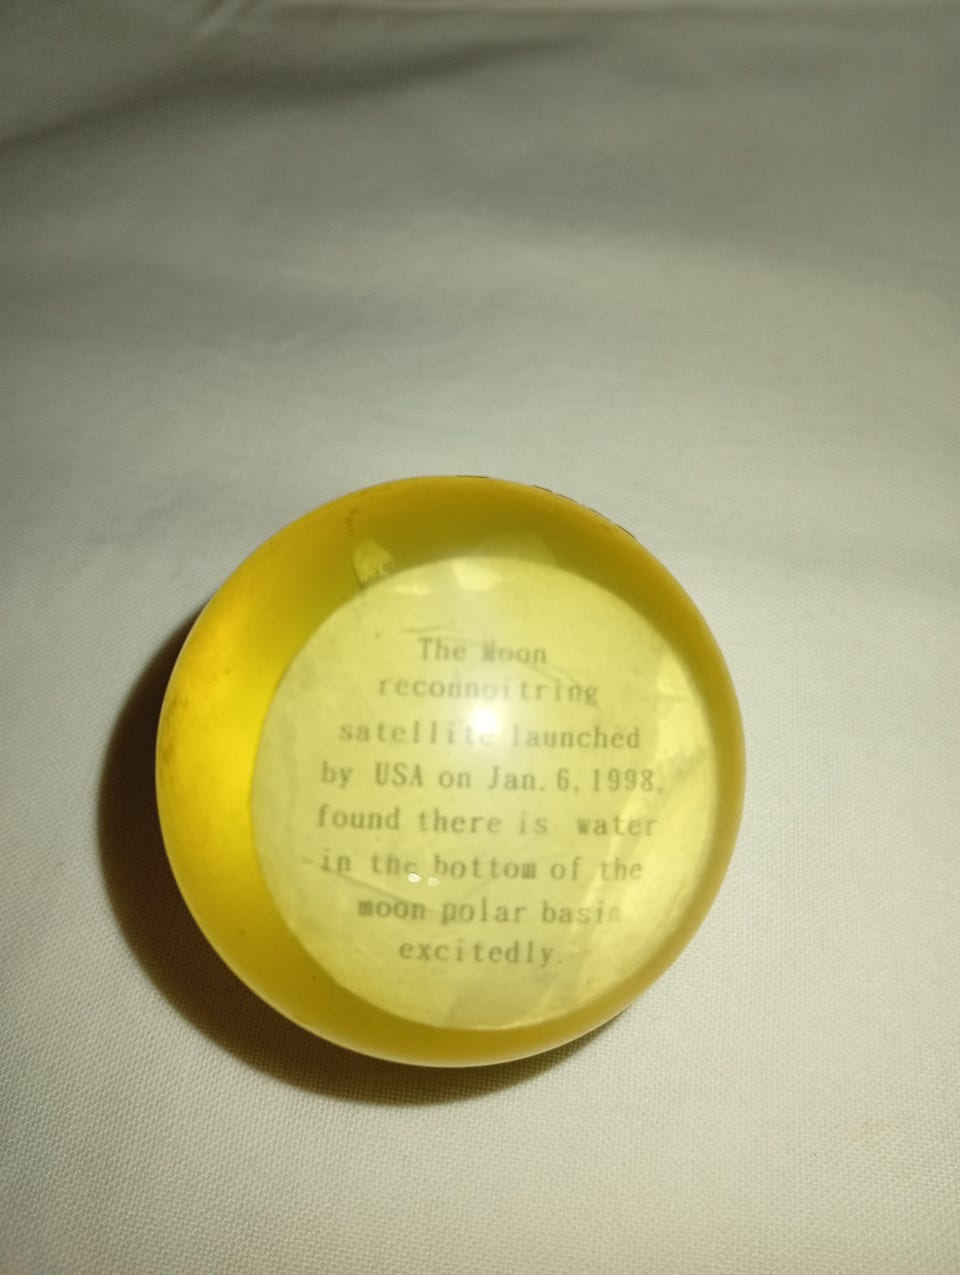 The Moon
reconnoitring
satellite launched
by USA on Jan. 6, 1998,
found there is water
in the bottom of the
moon polar basin
excitedly.